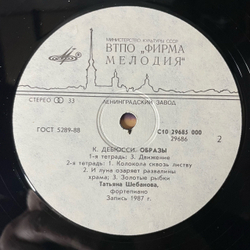 МИНИСТЕРСТВО КУЛЬТУРЫ СССР
ВТПО „ФИРМА
МЕЛОДИЯ"
СТЕРЕО 33
ЛЕНИНГРАДСКИЙ ЗАВОД
ГОСТ 5289-88
С10 29685 000
29686
2
К. ДЕБЮССИ. ОБРАЗЫ
1-я тетрадь: 3. Движение
2-я тетрадь: 1. Колокола сквозь листву
2. И луна озаряет развалины
храма; 3. Золотые рыбки
Татьяна Шебанова,
фортепиано
Запись 1987 г.